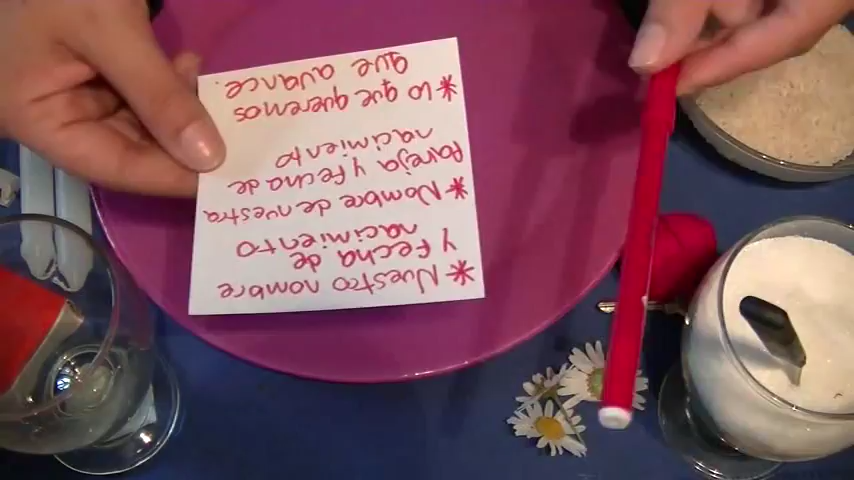 * Nuestro Nombre
y fecha de
nacimiento
* Nombre de nuestra
pareja y fecha de
nacimiento
* Lo que queremos
que avance.